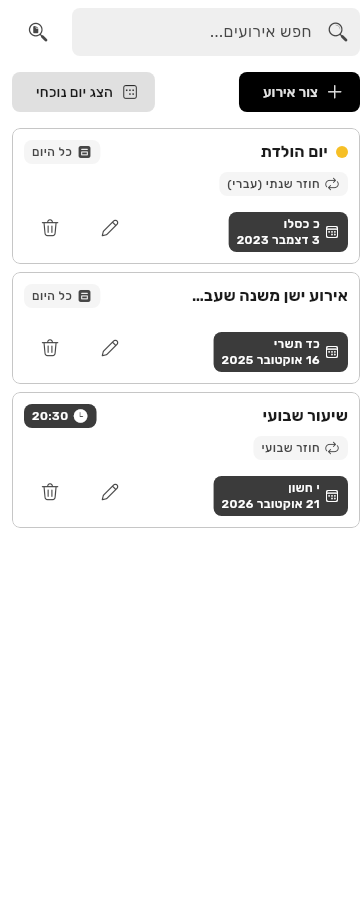 חפש אירועים...
צור אירוע
הצג יום נוכחי
יום הולדת
כל היום
חוזר שנתי (עברי)
כ כסלו
3 דצמבר 2023
אירוע ישן משנה שעב...
כל היום
כד תשרי
16 אוקטובר 2025
שיעור שבועי
20:30
חוזר שבועי
י חשון
21 אוקטובר 2026